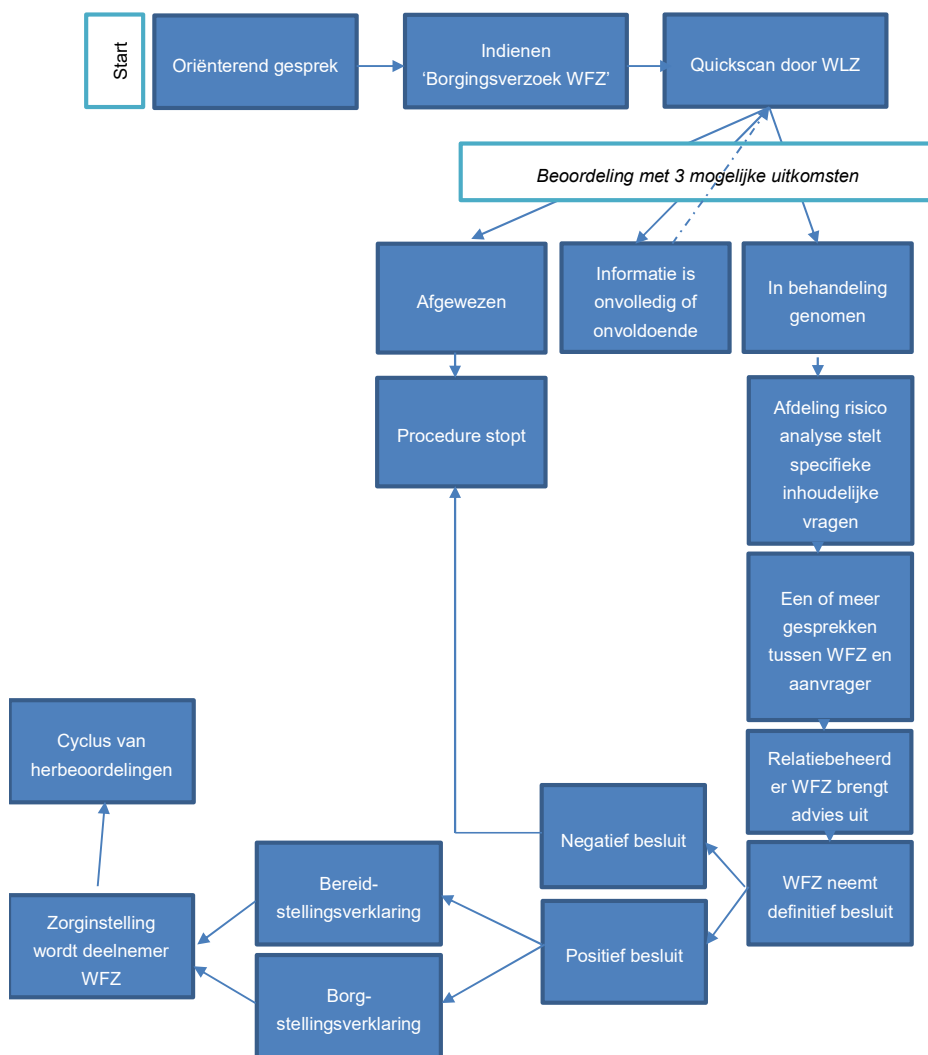 Start
Oriënterend gesprek
Indienen
‘Borgingsverzoek WFZ’
Quickscan door WLZ
Beoordeling met 3 mogelijke uitkomsten
Afgewezen
Informatie is
onvolledig of
onvoldoende
In behandeling
genomen
Procedure stopt
Afdeling risico
analyse stelt
specifieke
inhoudelijke
vragen
Een of meer
gesprekken
tussen WFZ en
aanvrager
Relatiebeheerd
er WFZ brengt
advies uit
WFZ neemt
definitief besluit
Negatief besluit
Positief besluit
Bereid-
stellingsverklaring
Borg-
stellingsverklaring
Zorginstelling
wordt deelnemer
WFZ
Cyclus van
herbeoordelingen